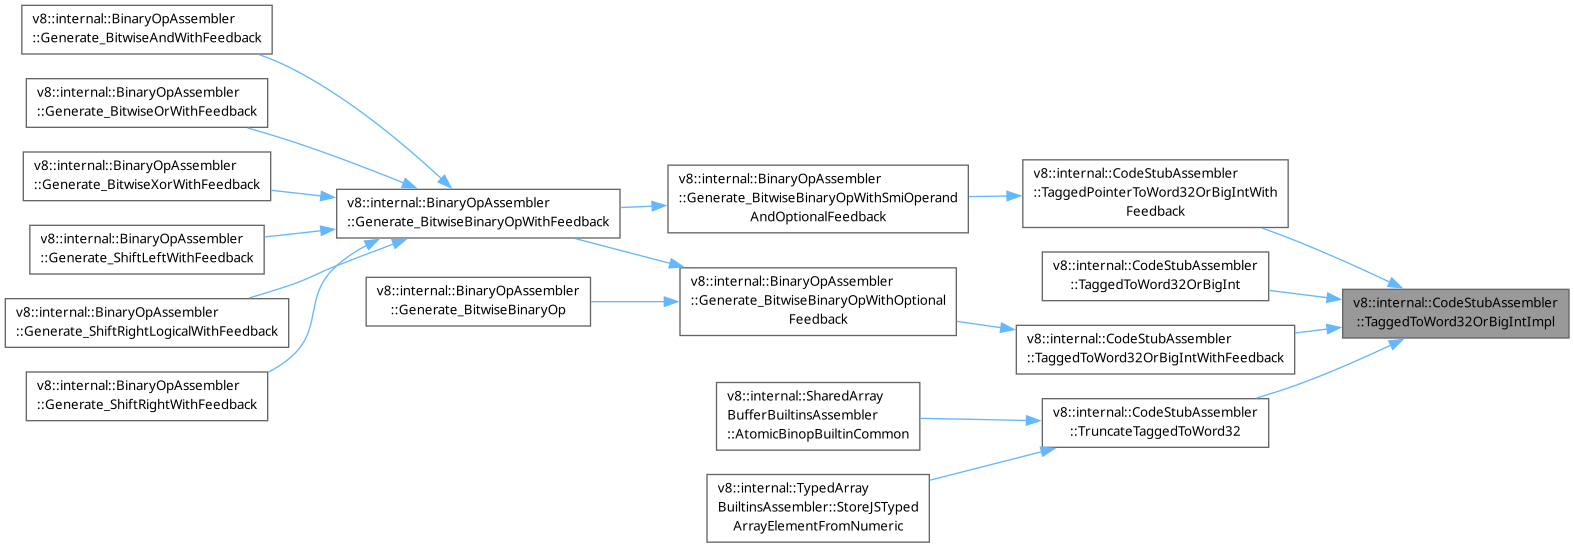 v8::internal::BinaryOpAssembler
::Generate_BitwiseAndWithFeedback
v8::internal::BinaryOpAssembler
::Generate_BitwiseOrWithFeedback
v8::internal::BinaryOpAssembler
::Generate_BitwiseXorWithFeedback
v8::internal::BinaryOpAssembler
::Generate_ShiftLeftWithFeedback
v8::internal::BinaryOpAssembler
::Generate_ShiftRightLogicalWithFeedback
v8::internal::BinaryOpAssembler
::Generate_ShiftRightWithFeedback
v8::internal::BinaryOpAssembler
::Generate_BitwiseBinaryOpWithFeedback
v8::internal::BinaryOpAssembler
::Generate_BitwiseBinaryOp
v8::internal::BinaryOpAssembler
::Generate_BitwiseBinaryOpWithSmiOperand
AndOptionalFeedback
v8::internal::BinaryOpAssembler
::Generate_BitwiseBinaryOpWithOptional
Feedback
v8::internal::SharedArray
BufferBuiltinsAssembler
::AtomicBinopBuiltinCommon
v8::internal::TypedArray
BuiltinsAssembler::StoreJSTyped
ArrayElementFromNumeric
v8::internal::CodeStubAssembler
::TaggedPointerToWord32OrBigIntWith
Feedback
v8::internal::CodeStubAssembler
::TaggedToWord32OrBigInt
v8::internal::CodeStubAssembler
::TaggedToWord32OrBigIntWithFeedback
v8::internal::CodeStubAssembler
::TruncateTaggedToWord32
v8::internal::CodeStubAssembler
::TaggedToWord32OrBigIntImpl